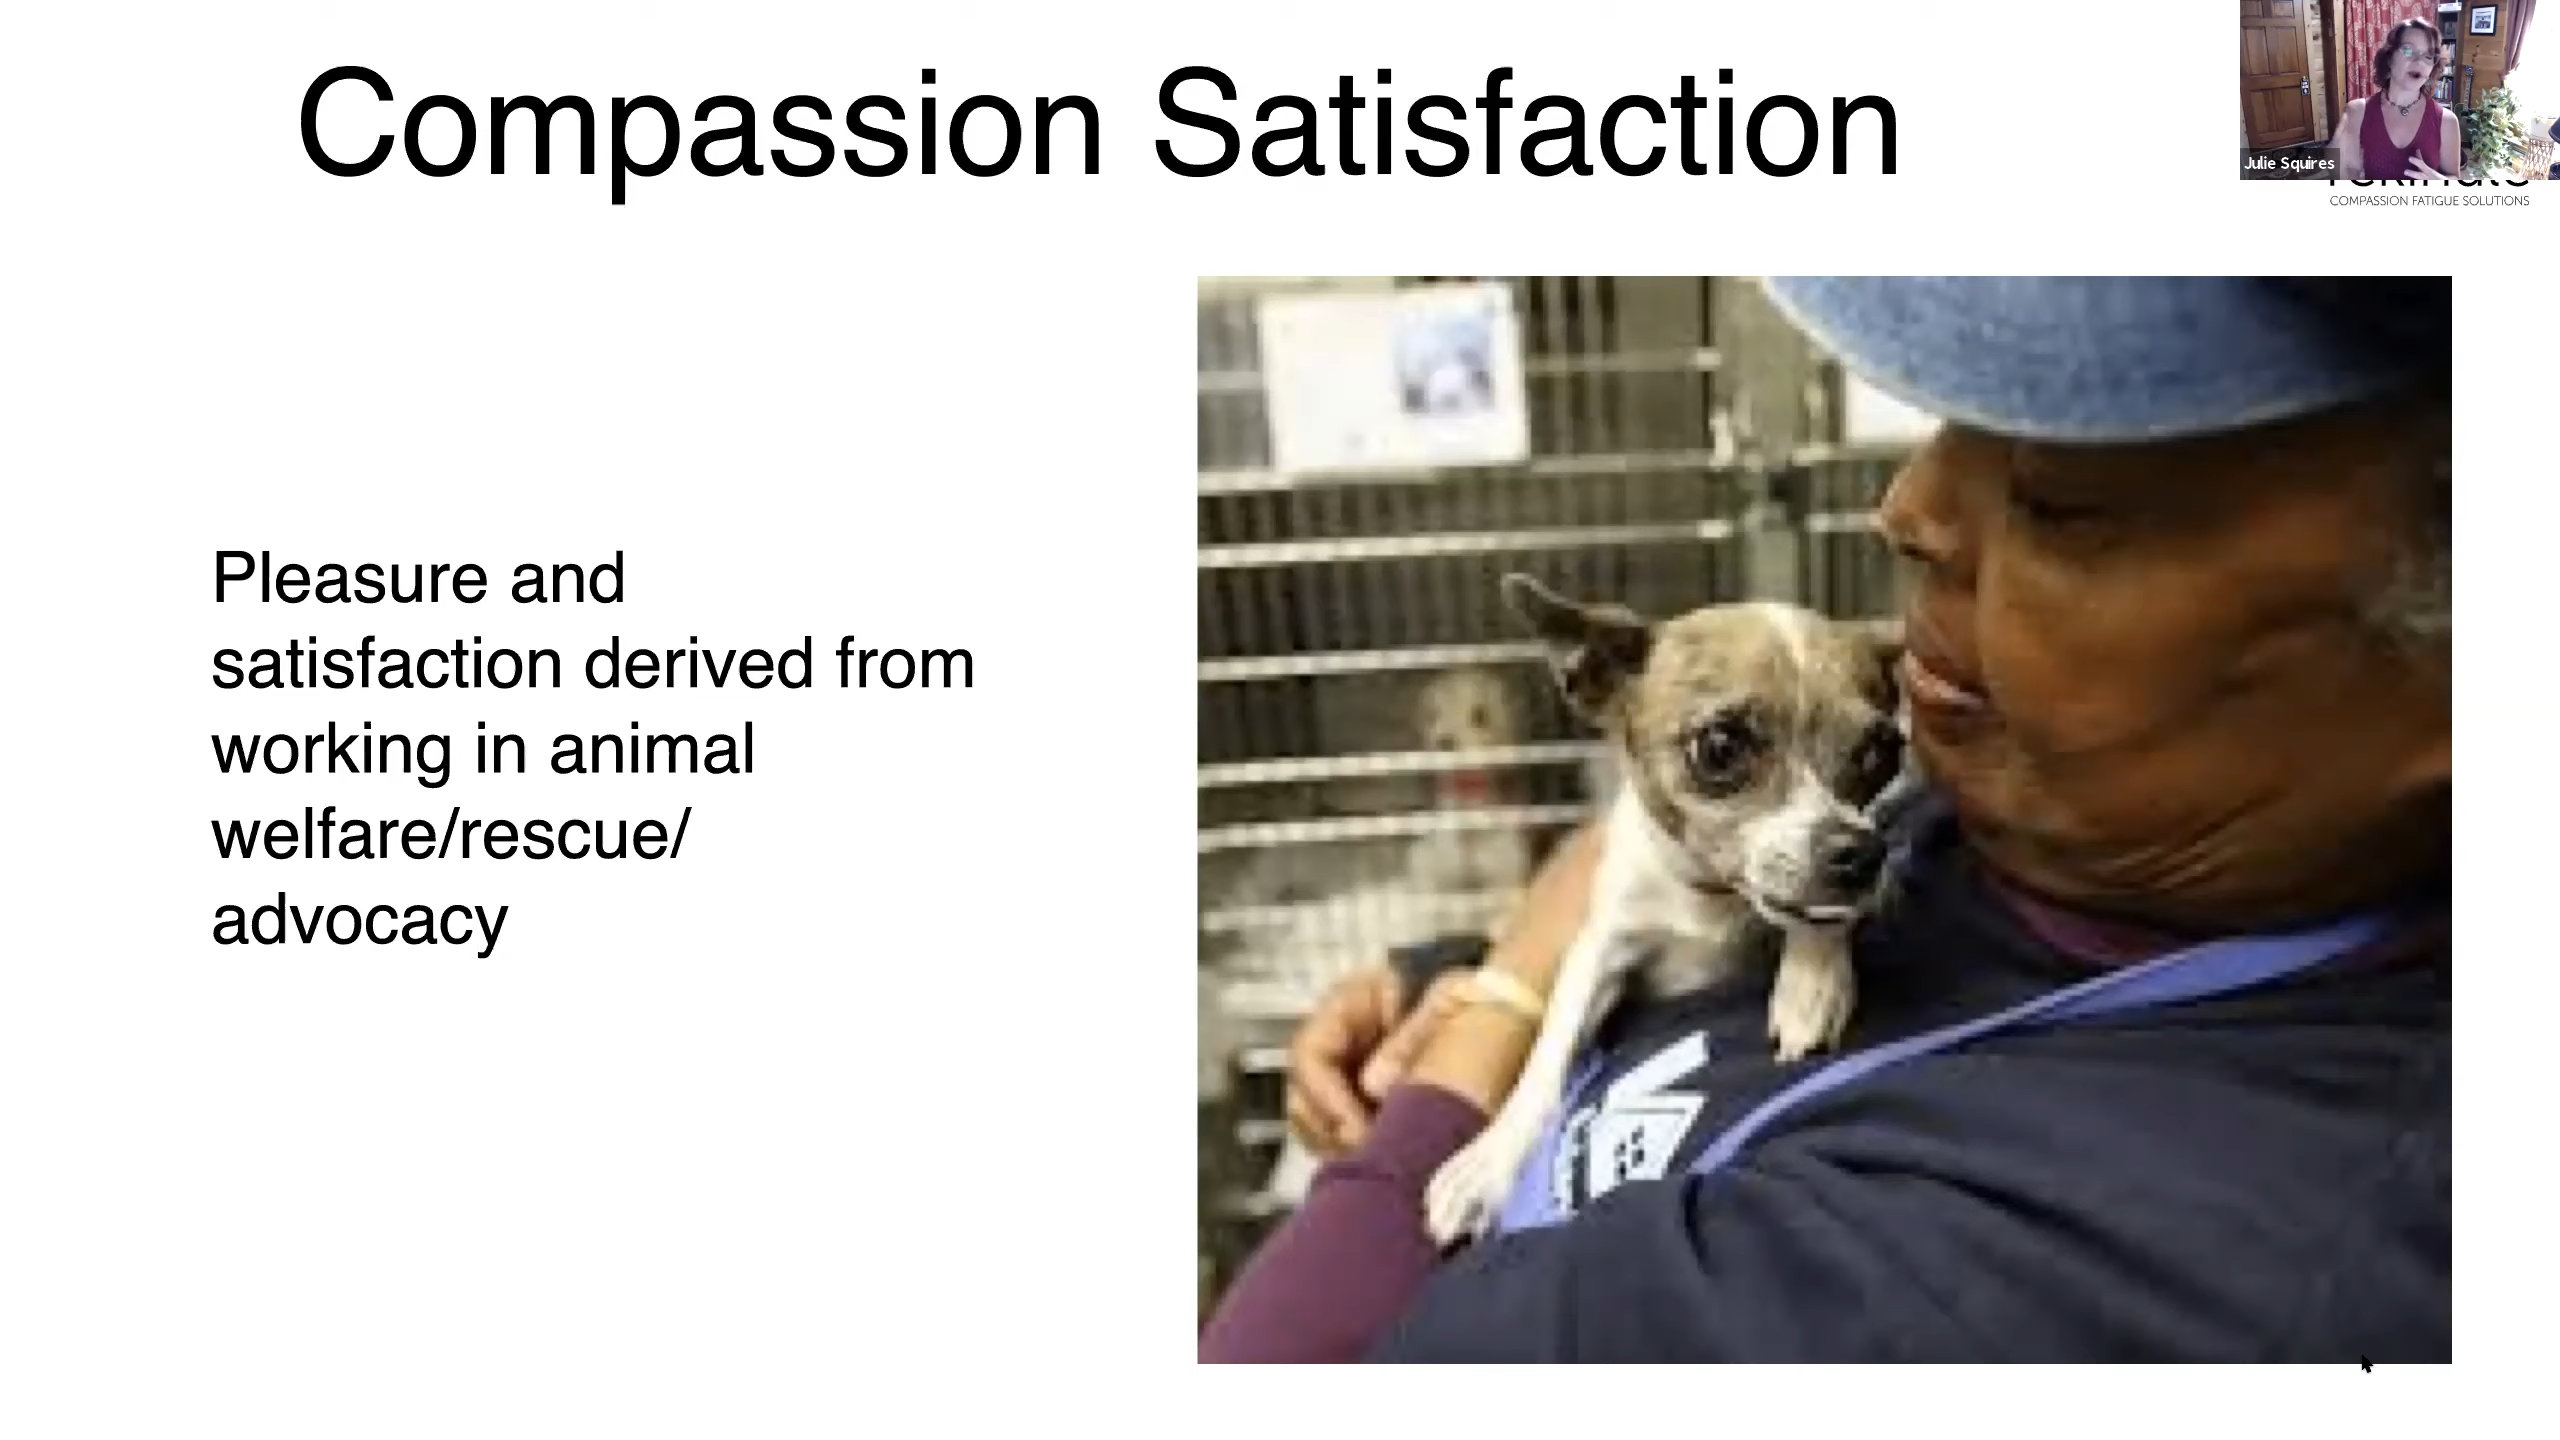 Compassion Satisfaction
Julie Squires
COMPASSION FATIGUE SOLUTIONS
Pleasure and
satisfaction derived from
working in animal
welfare/rescue/
advocacy